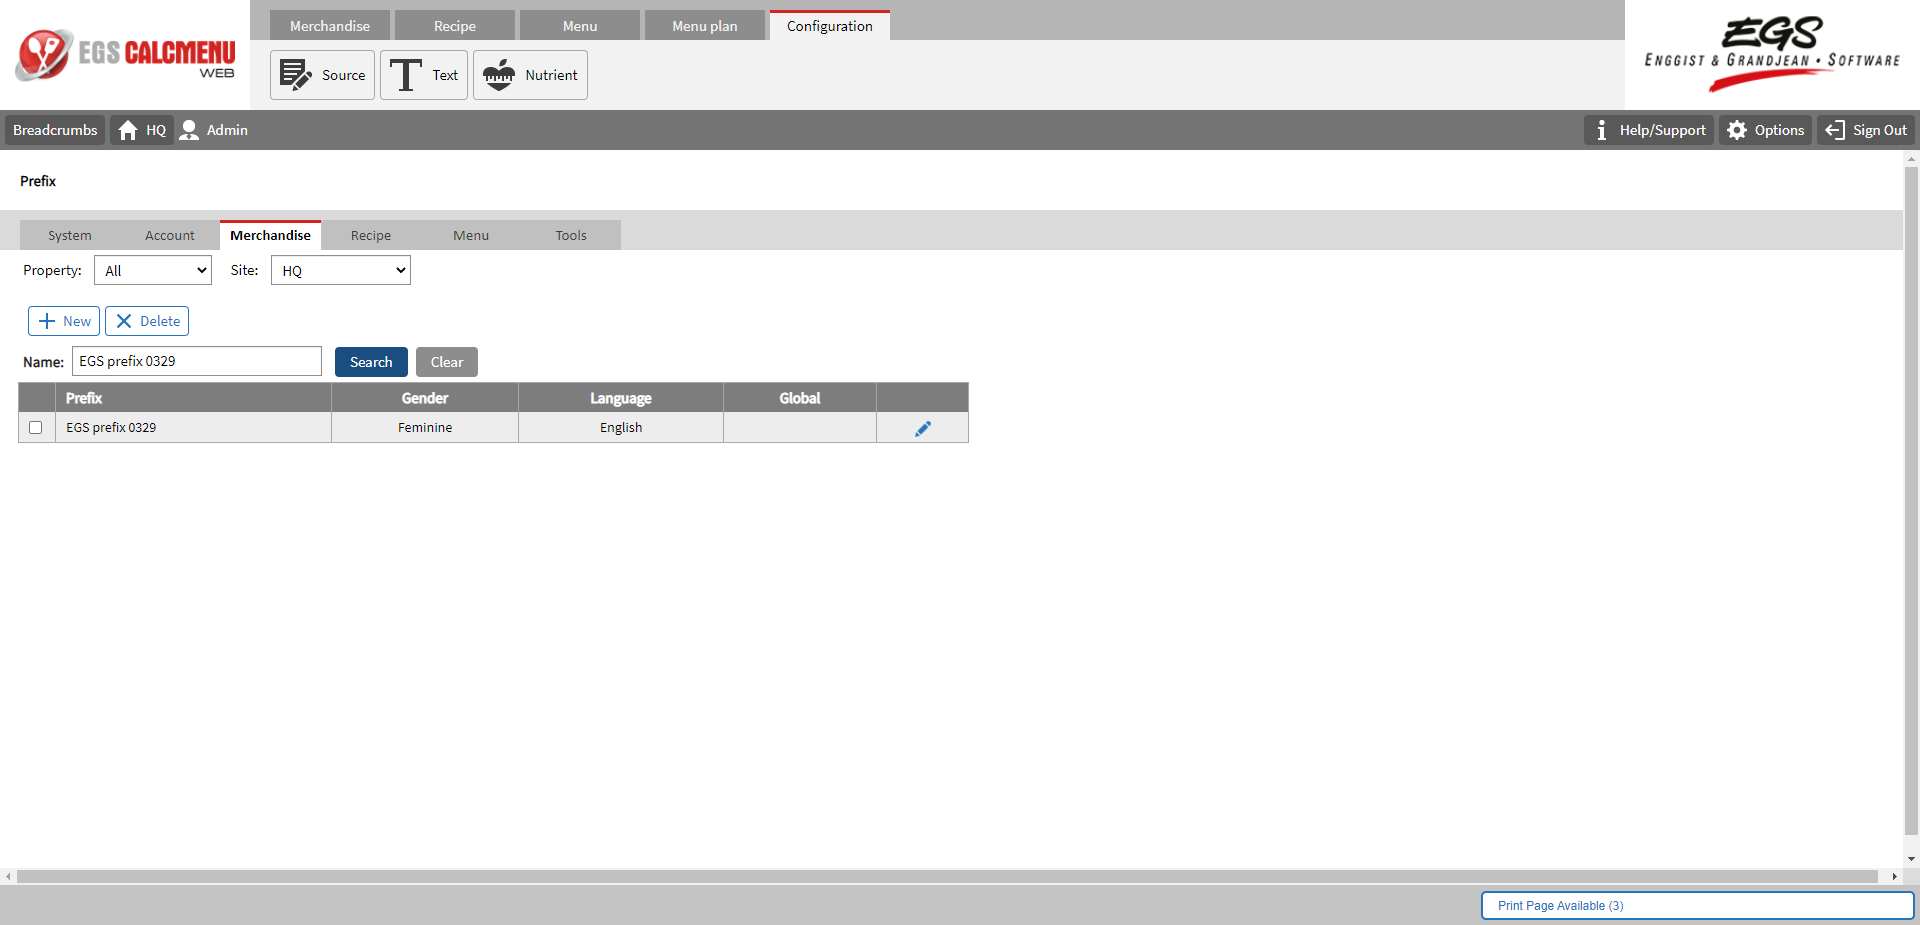 EGS CALCMENU
WEB
Merchandise
Recipe
Menu
Menu plan
Configuration
Source
Text
Nutrient
EGS
ENGGIST & GRANDJEAN • SOFTWARE
Breadcrumbs
HQ
Admin
Help/Support
Options
Sign Out
Prefix
System
Account
Merchandise
Recipe
Menu
Tools
Property: All
Site: HQ
New
Delete
Name: EGS prefix 0329
Search
Clear
Prefix Gender Language Global
EGS prefix 0329 Feminine English
Print Page Available (3)